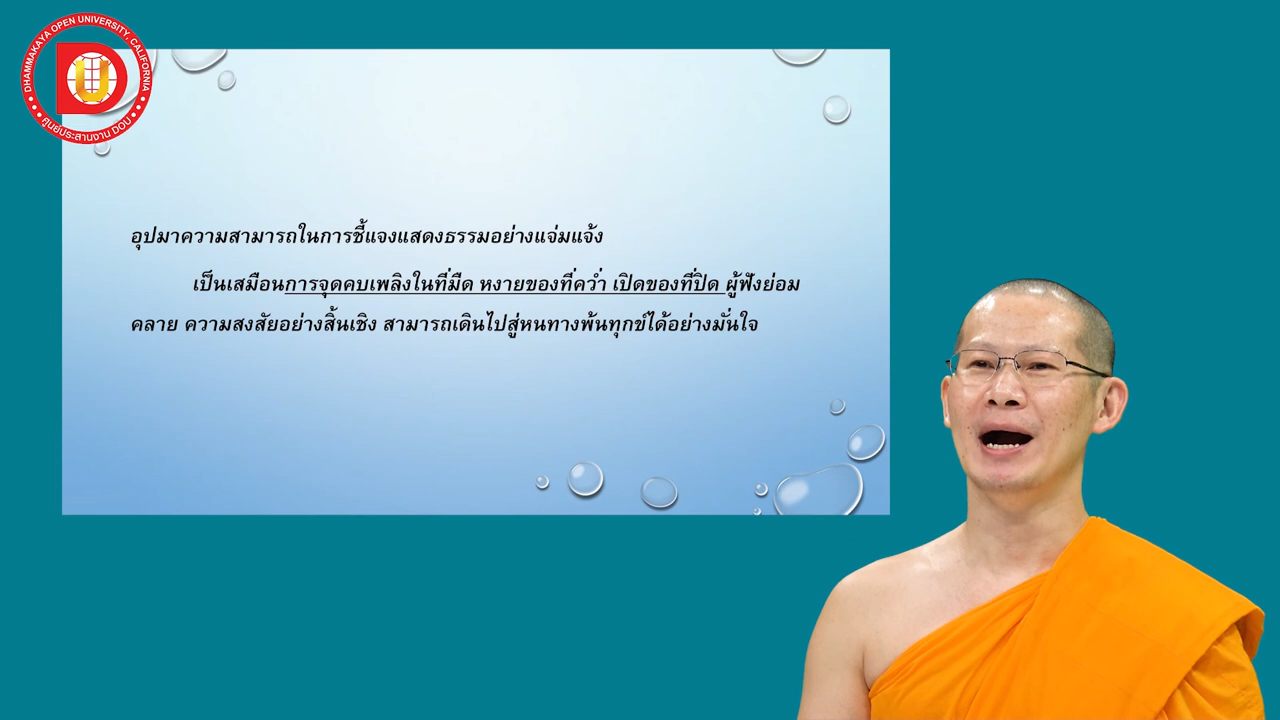 DHAMMAKAYA OPEN UNIVERSITY, CALIFORNIA
DU
ศูนย์ประสานงาน DOU
อุปมาความสามารถในการชี้แจงแสดงธรรมอย่างแจ่มแจ้ง
เป็นเสมือนการจุดคบเพลิงในที่มืด หงายของที่คว่ำ เปิดของที่ปิด ผู้ฟังย่อม
คลาย ความสงสัยอย่างสิ้นเชิง สามารถเดินไปสู่หนทางพ้นทุกข์ได้อย่างมั่นใจ